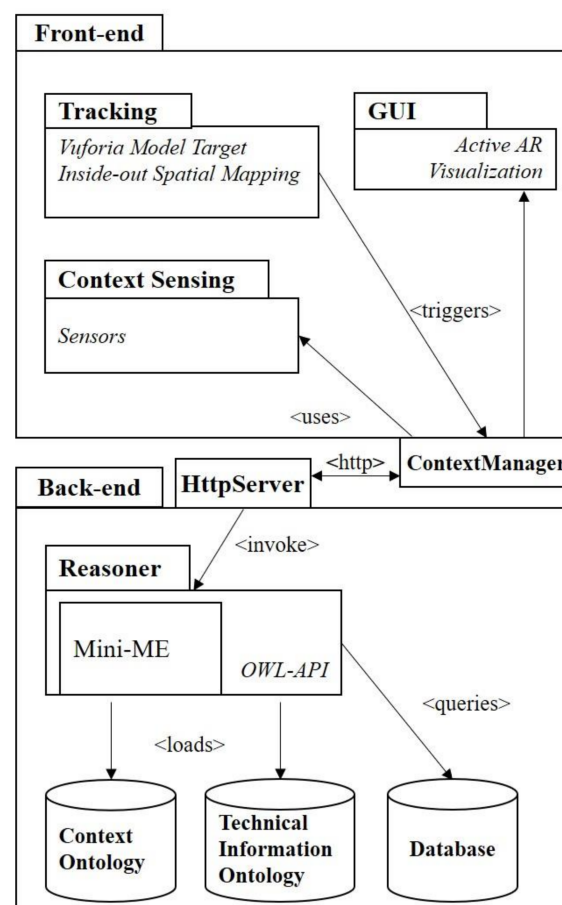 Front-end
Tracking
Vuforia Model Target
Inside-out Spatial Mapping
GUI
Active AR
Visualization
Context Sensing
Sensors
<triggers>
<uses>
ContextManager
<http>
Back-end
HttpServer
<invoke>
Reasoner
Mini-ME
OWL-API
<queries>
<loads>
Context
Ontology
Technical
Information
Ontology
Database